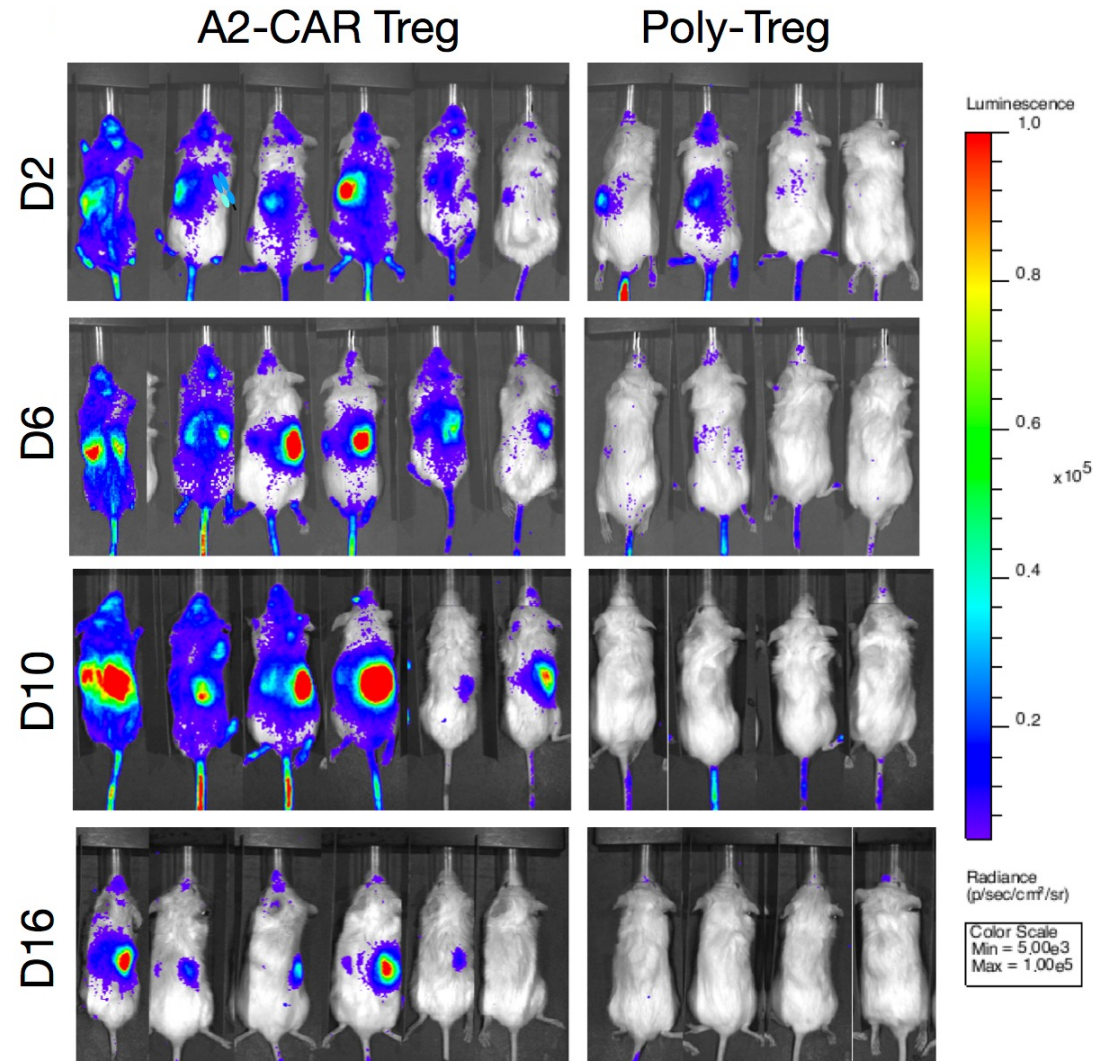 A2-CAR Treg
Poly-Treg
D2
D6
D10
D16
Luminescence
1.0
0.8
0.6
x10⁵
0.4
0.2
Radiance
(p/sec/cm²/sr)
Color Scale
Min = 5.00e3
Max = 1.00e5